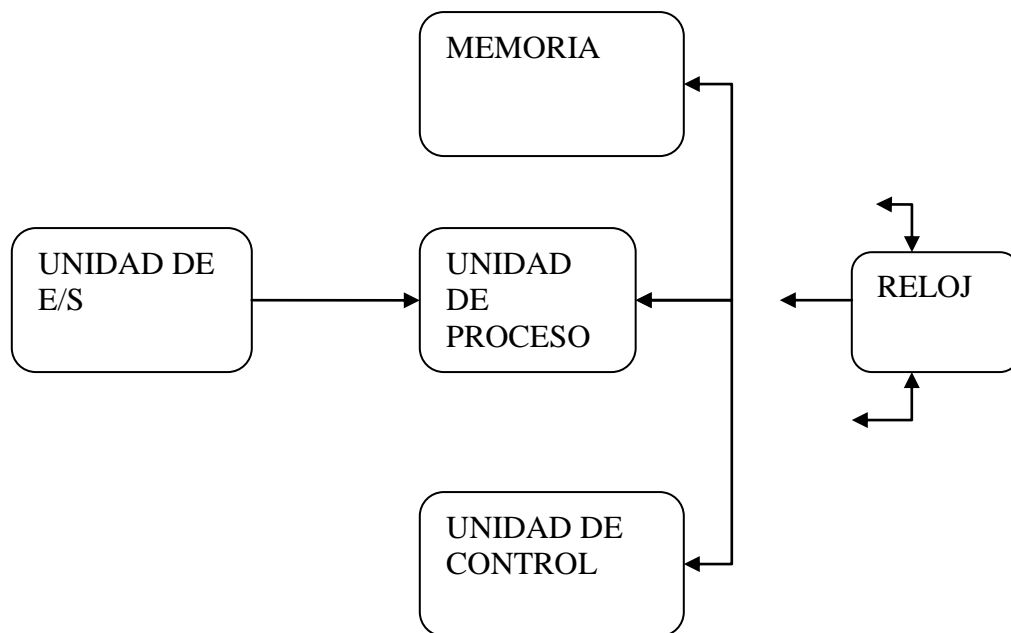 MEMORIA
UNIDAD DE
E/S
UNIDAD
DE
PROCESO
RELOJ
UNIDAD DE
CONTROL